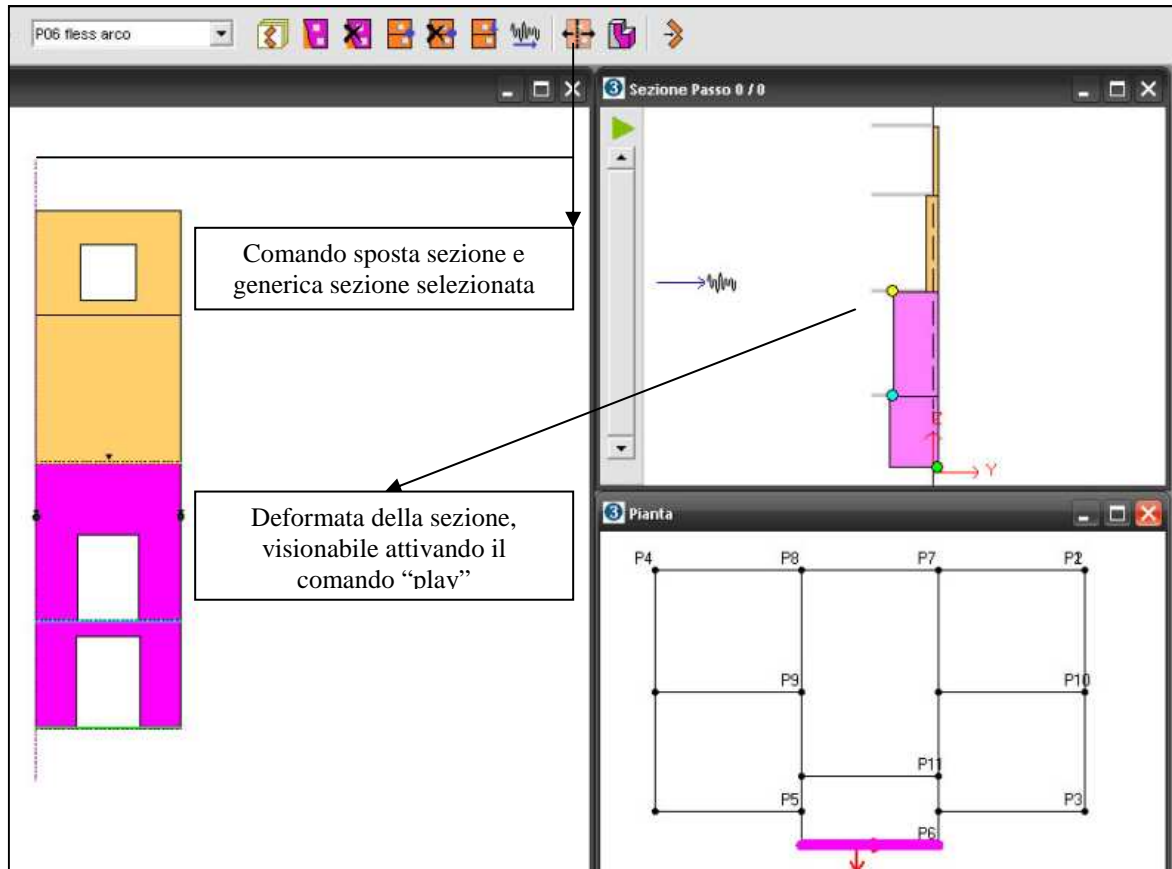 P06 fless arco
Sezione Passo 0 / 0
Comando sposta sezione e
generica sezione selezionata
Z
Y
Deformata della sezione,
visionabile attivando il
comando “play”
Pianta
P4 P8 P7
P9 P10
P11
P5 P3
P6